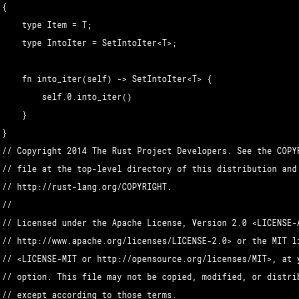 {
    type Item = T;
    type IntoIter = SetIntoIter<T>;

    fn into_iter(self) -> SetIntoIter<T> {
        self.0.into_iter()
    }
}
// Copyright 2014 The Rust Project Developers. See the COPY
// file at the top-level directory of this distribution and
// http://rust-lang.org/COPYRIGHT.
//
// Licensed under the Apache License, Version 2.0 <LICENSE-
// http://www.apache.org/licenses/LICENSE-2.0> or the MIT li
// <LICENSE-MIT or http://opensource.org/licenses/MIT>, at y
// option. This file may not be copied, modified, or distrib
// except according to those terms.